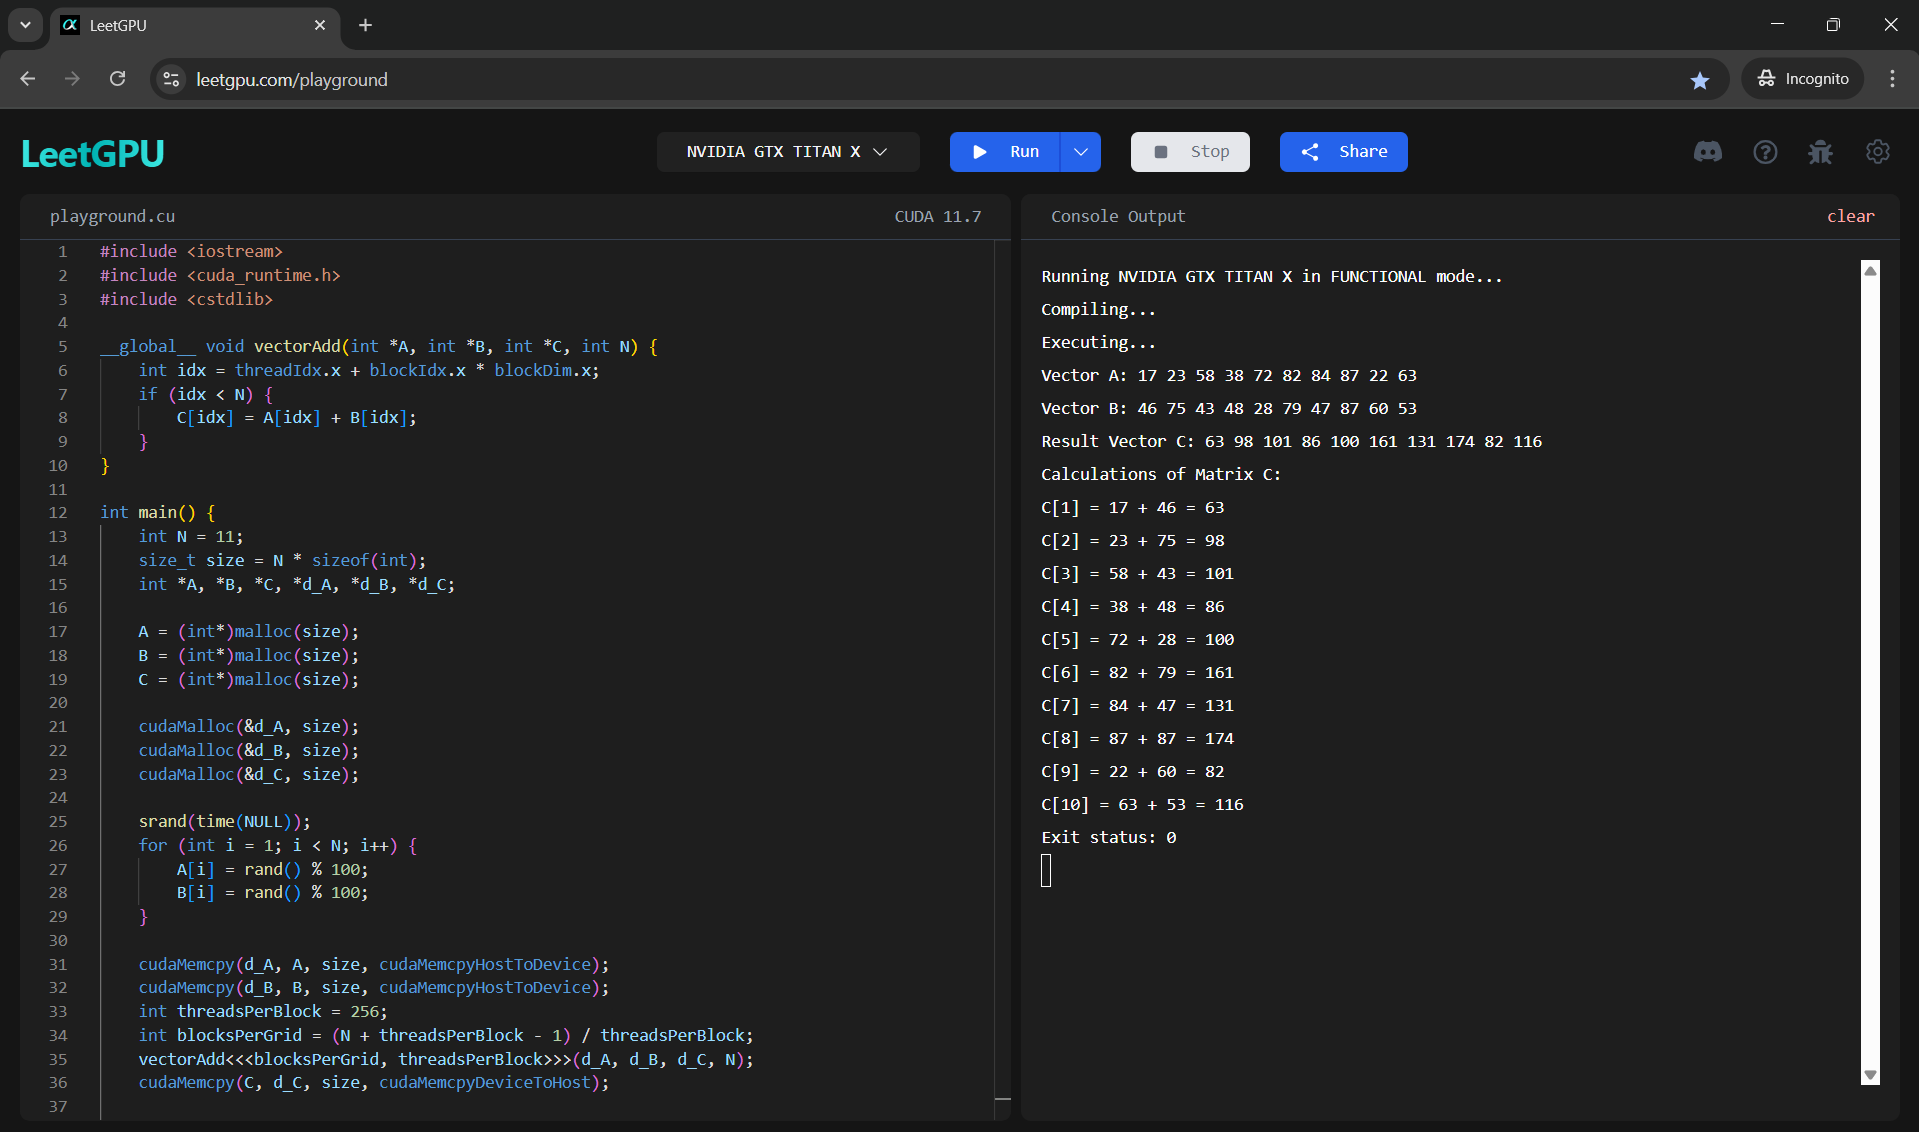 LeetGPU
leetgpu.com/playground
Incognito
LeetGPU
NVIDIA GTX TITAN X
Run
Stop
Share
playground.cu
CUDA 11.7
1 #include <iostream>
2 #include <cuda_runtime.h>
3 #include <cstdlib>
4
5 __global__ void vectorAdd(int *A, int *B, int *C, int N) {
6     int idx = threadIdx.x + blockIdx.x * blockDim.x;
7     if (idx < N) {
8         C[idx] = A[idx] + B[idx];
9     }
10 }
11
12 int main() {
13     int N = 11;
14     size_t size = N * sizeof(int);
15     int *A, *B, *C, *d_A, *d_B, *d_C;
16
17     A = (int*)malloc(size);
18     B = (int*)malloc(size);
19     C = (int*)malloc(size);
20
21     cudaMalloc(&d_A, size);
22     cudaMalloc(&d_B, size);
23     cudaMalloc(&d_C, size);
24
25     srand(time(NULL));
26     for (int i = 1; i < N; i++) {
27         A[i] = rand() % 100;
28         B[i] = rand() % 100;
29     }
30
31     cudaMemcpy(d_A, A, size, cudaMemcpyHostToDevice);
32     cudaMemcpy(d_B, B, size, cudaMemcpyHostToDevice);
33     int threadsPerBlock = 256;
34     int blocksPerGrid = (N + threadsPerBlock - 1) / threadsPerBlock;
35     vectorAdd<<<blocksPerGrid, threadsPerBlock>>>(d_A, d_B, d_C, N);
36     cudaMemcpy(C, d_C, size, cudaMemcpyDeviceToHost);
37
Console Output
clear
Running NVIDIA GTX TITAN X in FUNCTIONAL mode...
Compiling...
Executing...
Vector A: 17 23 58 38 72 82 84 87 22 63
Vector B: 46 75 43 48 28 79 47 87 60 53
Result Vector C: 63 98 101 86 100 161 131 174 82 116
Calculations of Matrix C:
C[1] = 17 + 46 = 63
C[2] = 23 + 75 = 98
C[3] = 58 + 43 = 101
C[4] = 38 + 48 = 86
C[5] = 72 + 28 = 100
C[6] = 82 + 79 = 161
C[7] = 84 + 47 = 131
C[8] = 87 + 87 = 174
C[9] = 22 + 60 = 82
C[10] = 63 + 53 = 116
Exit status: 0